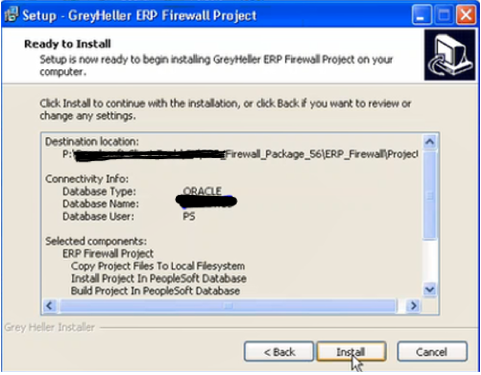 Setup - GreyHeller ERP Firewall Project
Ready to Install
Setup is now ready to begin installing GreyHeller ERP Firewall Project on your
computer.
Click Install to continue with the installation, or click Back if you want to review or
change any settings.
Destination location:
P:\ _Firewall_Package_56\ERP_Firewall\Project
Connectivity Info:
Database Type: ORACLE
Database Name:
Database User: PS
Selected components:
ERP Firewall Project
Copy Project Files To Local Filesystem
Install Project In PeopleSoft Database
Build Project In PeopleSoft Database
Grey Heller Installer
< Back Install Cancel